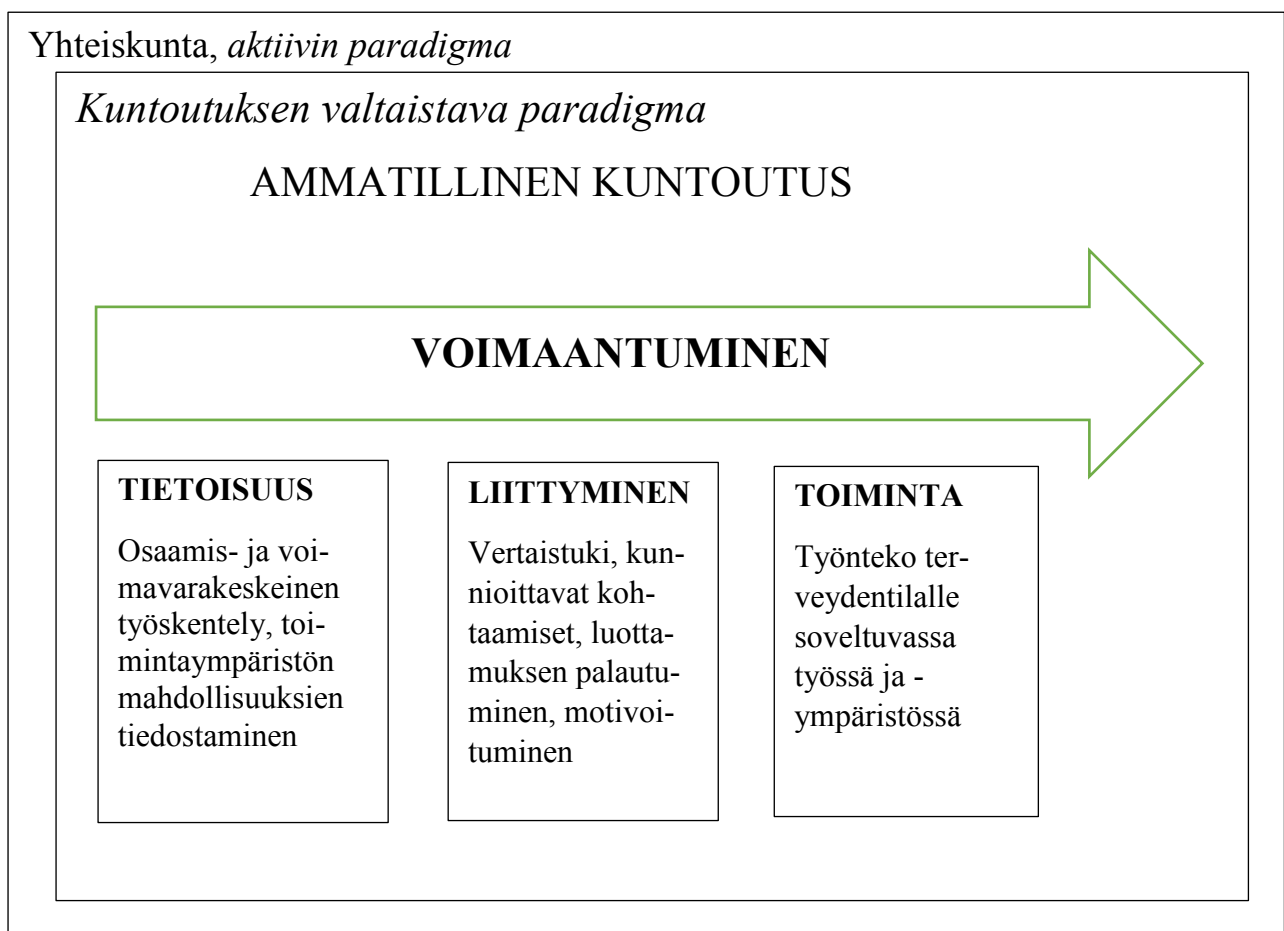 Yhteiskunta, aktiivin paradigma
Kuntoutuksen valtaistava paradigma
AMMATILLINEN KUNTOUTUS
VOIMAANTUMINEN
TIETOISUUS
Osaamis- ja voi-
mavarakeskeinen
työskentely, toi-
mintaympäristön
mahdollisuuksien
tiedostaminen
LIITTYMINEN
Vertaistuki, kun-
nioittavat koh-
taamiset, luotta-
muksen palautu-
minen, motivoi-
tuminen
TOIMINTA
Työnteko ter-
veydentilalle
soveltuvassa
työssä ja -
ympäristössä